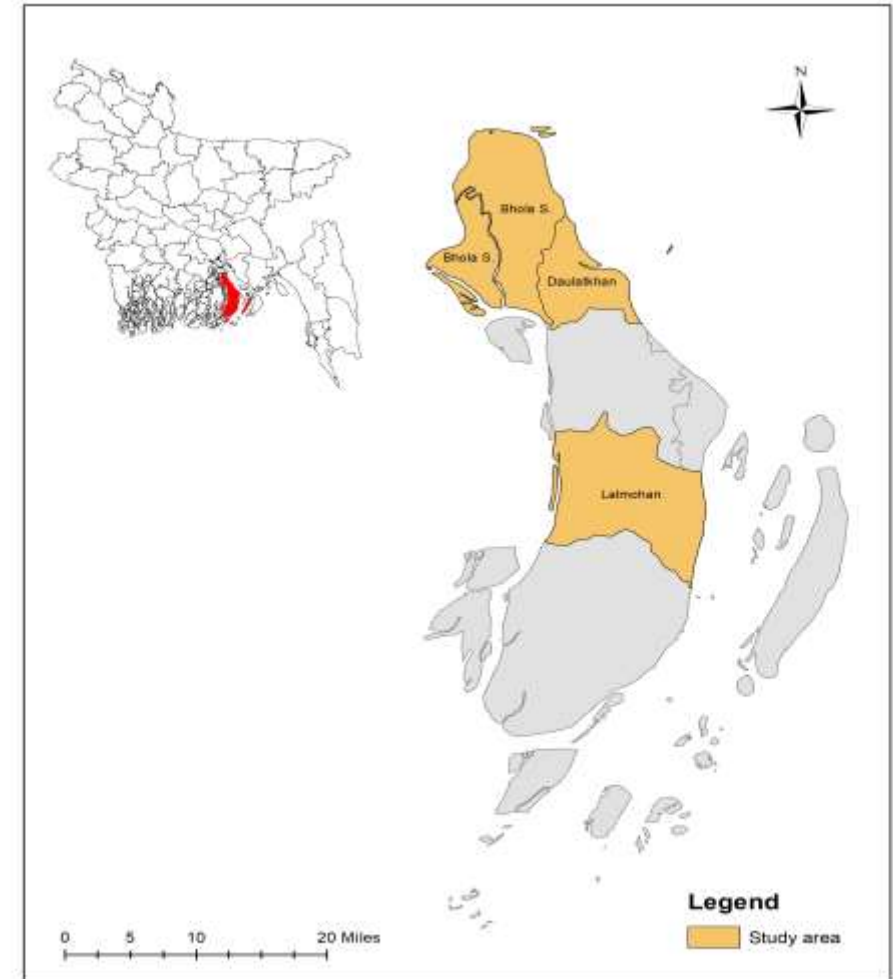 N
Bhola S.
Bhola S.
Daulatkhan
Lalmohan
Legend
Study area
0 5 10 20 Miles